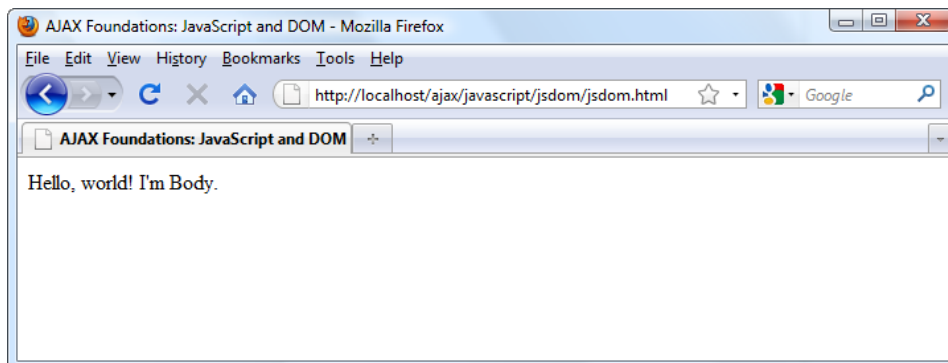 AJAX Foundations: JavaScript and DOM - Mozilla Firefox
File Edit View History Bookmarks Tools Help
http://localhost/ajax/javascript/jsdom/jsdom.html Google
AJAX Foundations: JavaScript and DOM
Hello, world! I'm Body.